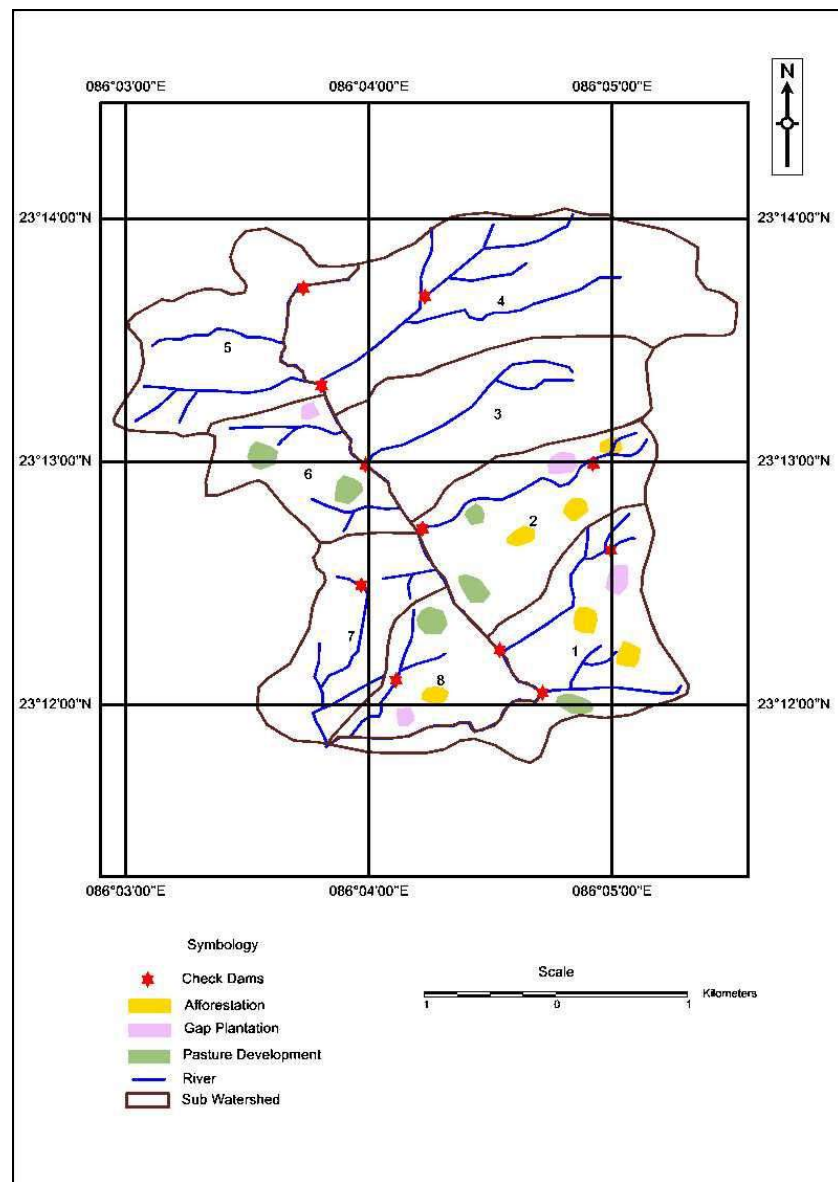 N
086°03'00"E 086°04'00"E 086°05'00"E
23°14'00"N 23°14'00"N
4
5
3
23°13'00"N 23°13'00"N
6
2
7
1
8
23°12'00"N 23°12'00"N
086°03'00"E 086°04'00"E 086°05'00"E
Symbology
Check Dams
Afforestation
Gap Plantation
Pasture Development
River
Sub Watershed
Scale
Kilometers
1 0 1